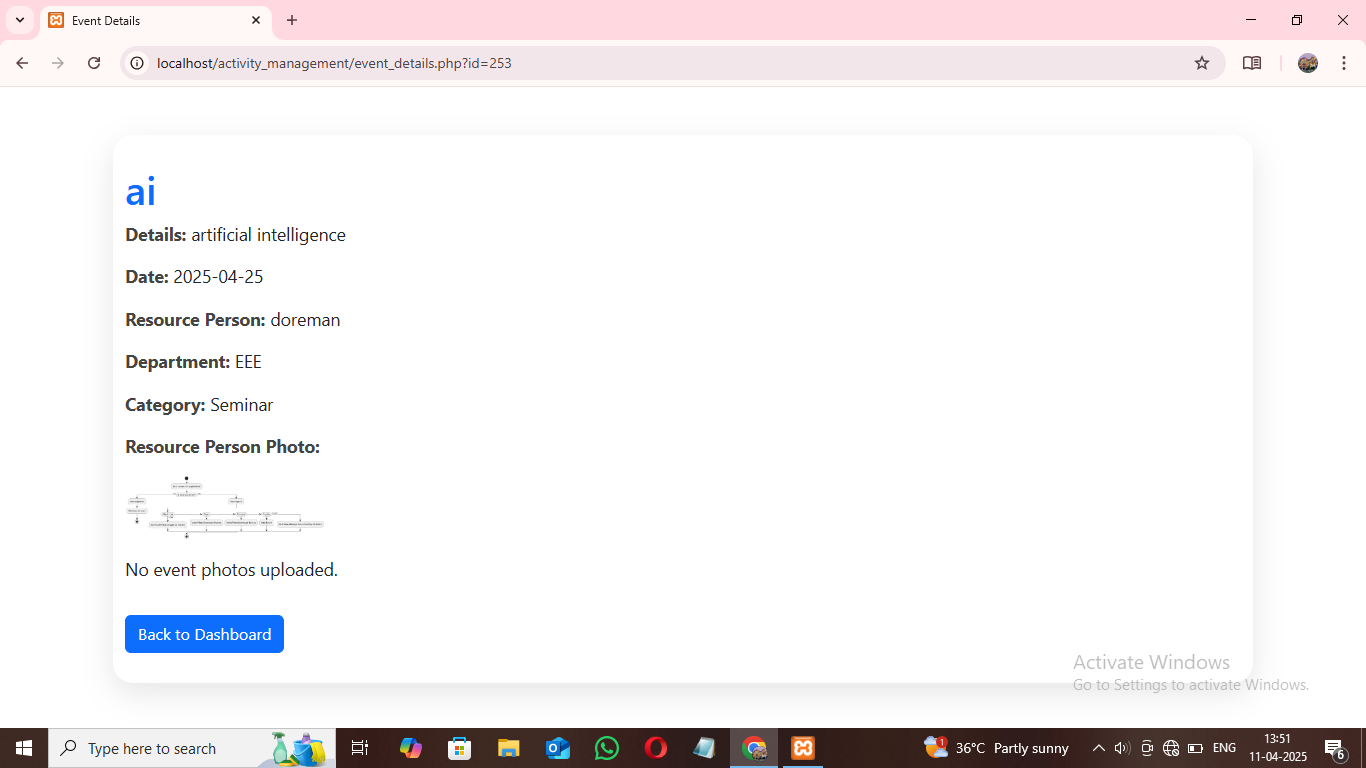 Event Details
localhost/activity_management/event_details.php?id=253
ai
Details: artificial intelligence
Date: 2025-04-25
Resource Person: doreman
Department: EEE
Category: Seminar
Resource Person Photo:
No event photos uploaded.
Back to Dashboard
Activate Windows
Go to Settings to activate Windows.
Type here to search
1
36°C Partly sunny
ENG
13:51
11-04-2025
6